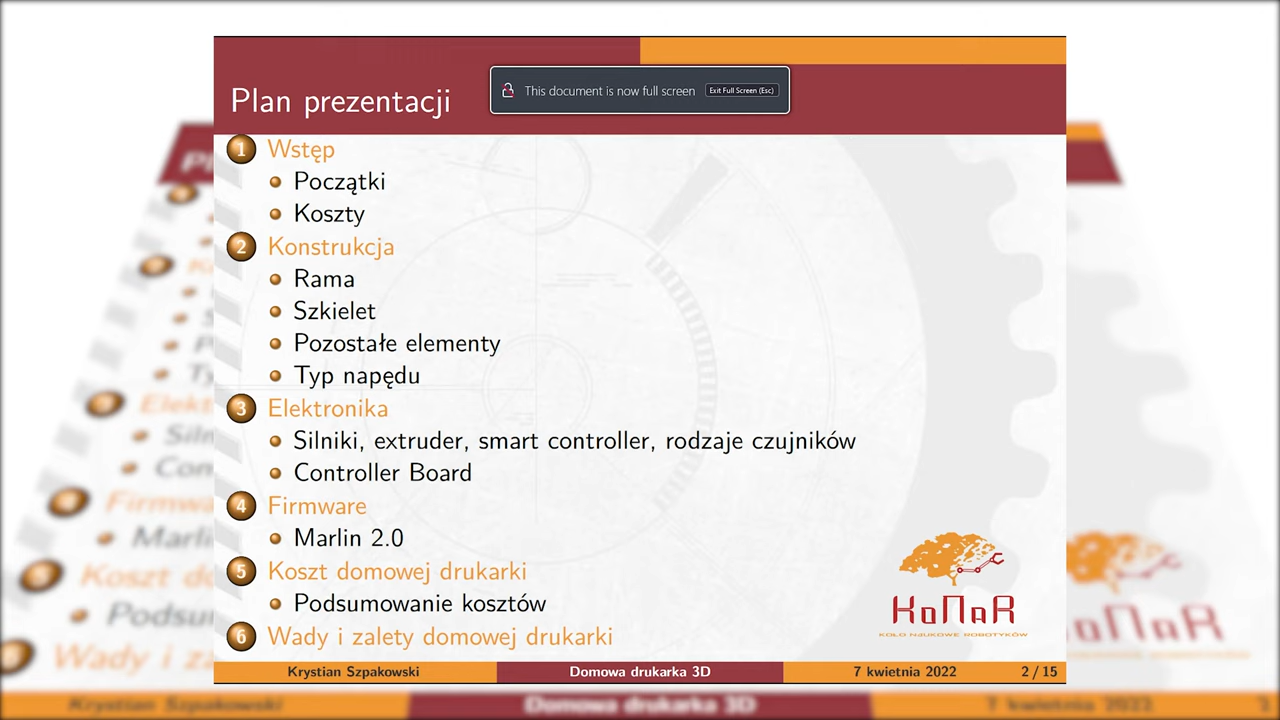 Plan prezentacji
This document is now full screen Exit Full Screen (Esc)
1 Wstęp
Początki
Koszty
2 Konstrukcja
Rama
Szkielet
Pozostałe elementy
Typ napędu
3 Elektronika
Silniki, extruder, smart controller, rodzaje czujników
Controller Board
4 Firmware
Marlin 2.0
5 Koszt domowej drukarki
Podsumowanie kosztów
6 Wady i zalety domowej drukarki
KoNaR
KOŁO NAUKOWE ROBOTYKÓW
Krystian Szpakowski Domowa drukarka 3D 7 kwietnia 2022 2 / 15